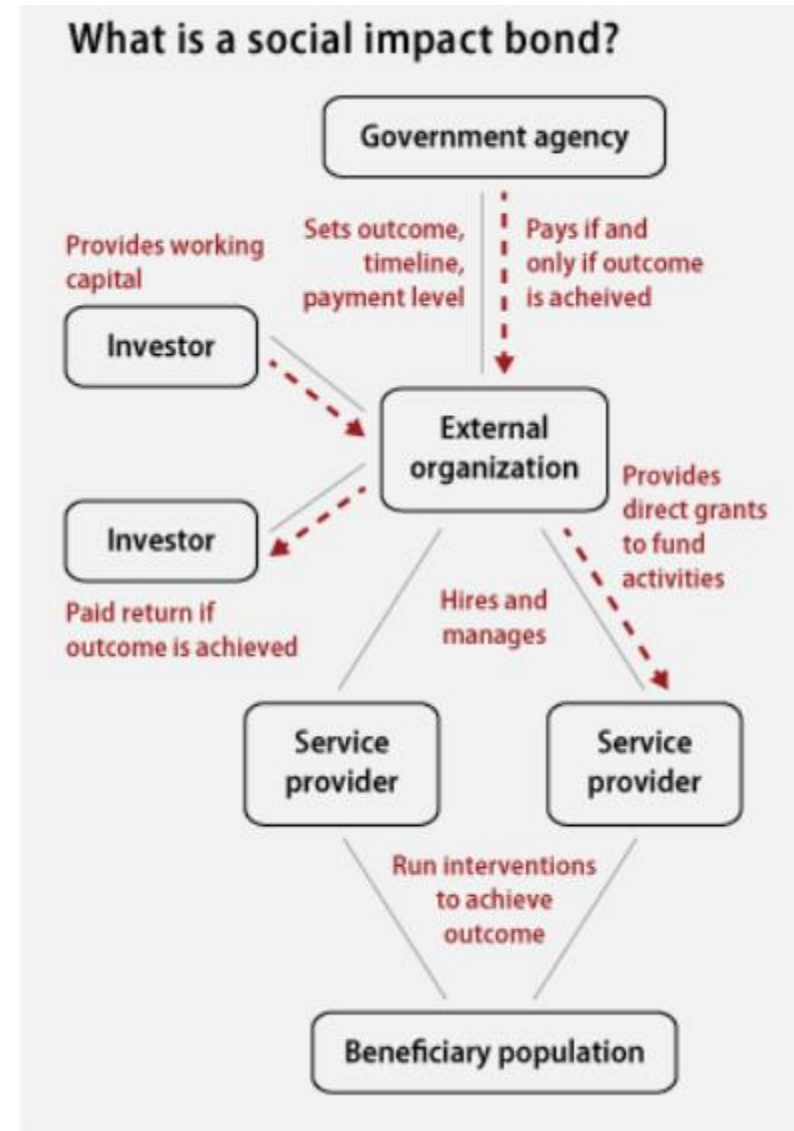 What is a social impact bond?
Government agency
Sets outcome,
timeline,
payment level
Pays if and
only if outcome
is acheived
Provides working
capital
Investor
External
organization
Investor
Paid return if
outcome is achieved
Provides
direct grants
to fund
activities
Hires and
manages
Service
provider
Service
provider
Run interventions
to achieve
outcome
Beneficiary population